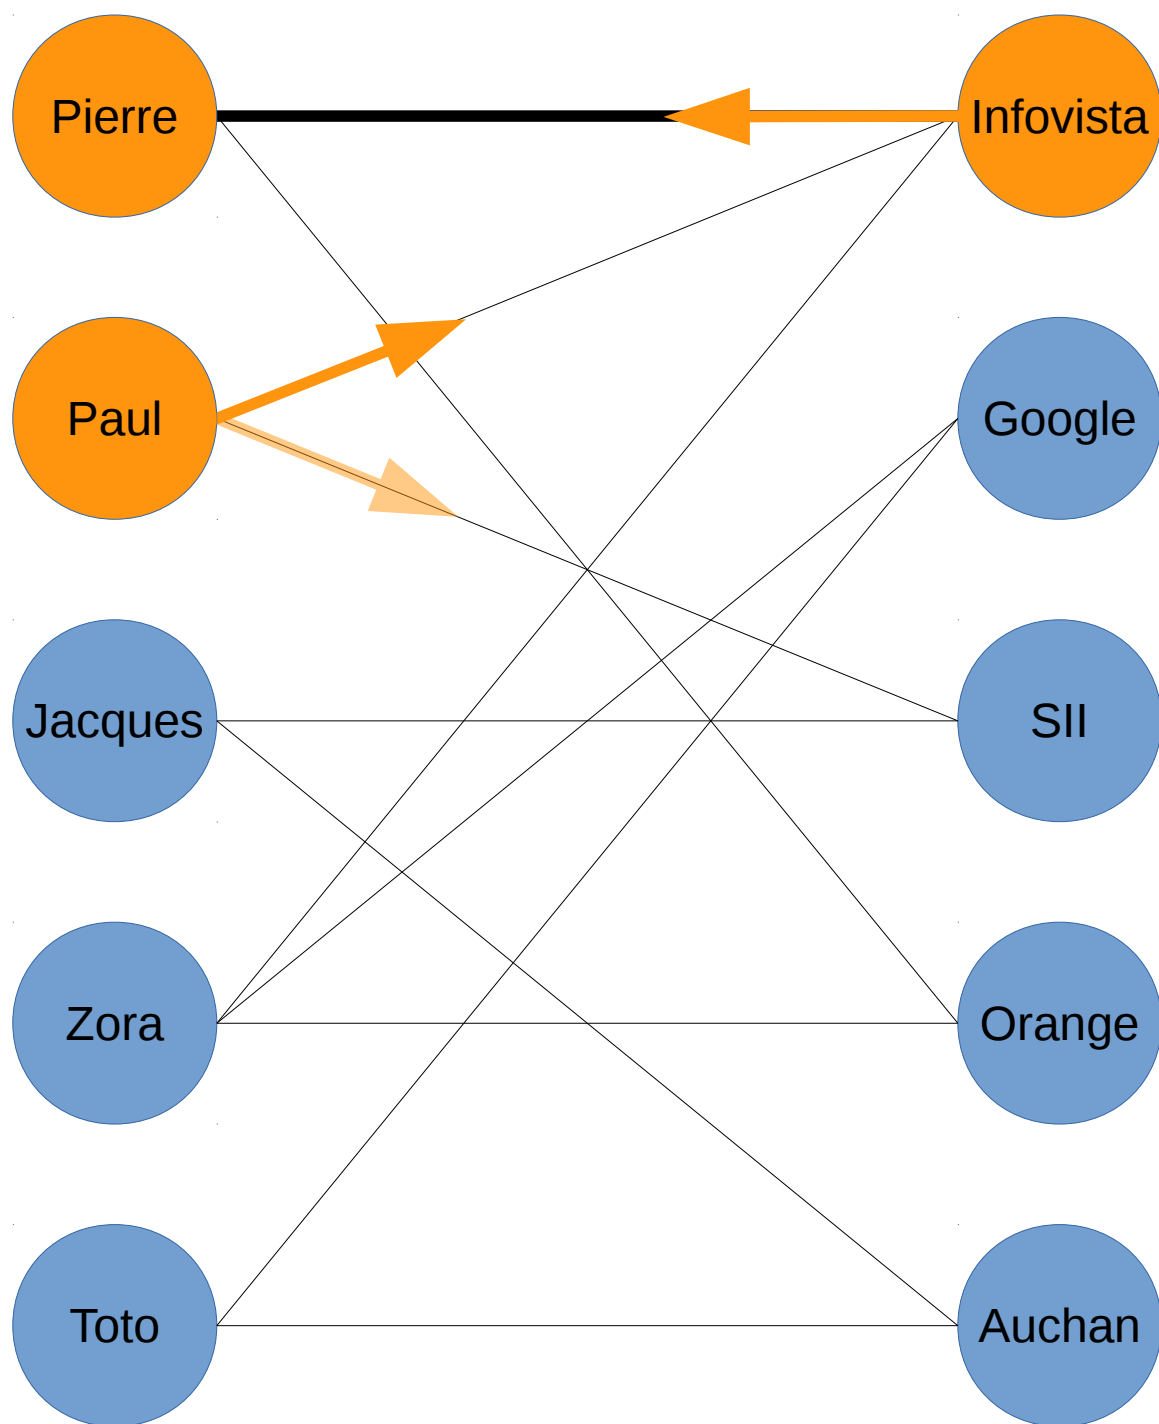 Pierre
Infovista
Paul
Google
Jacques
SII
Zora
Orange
Toto
Auchan